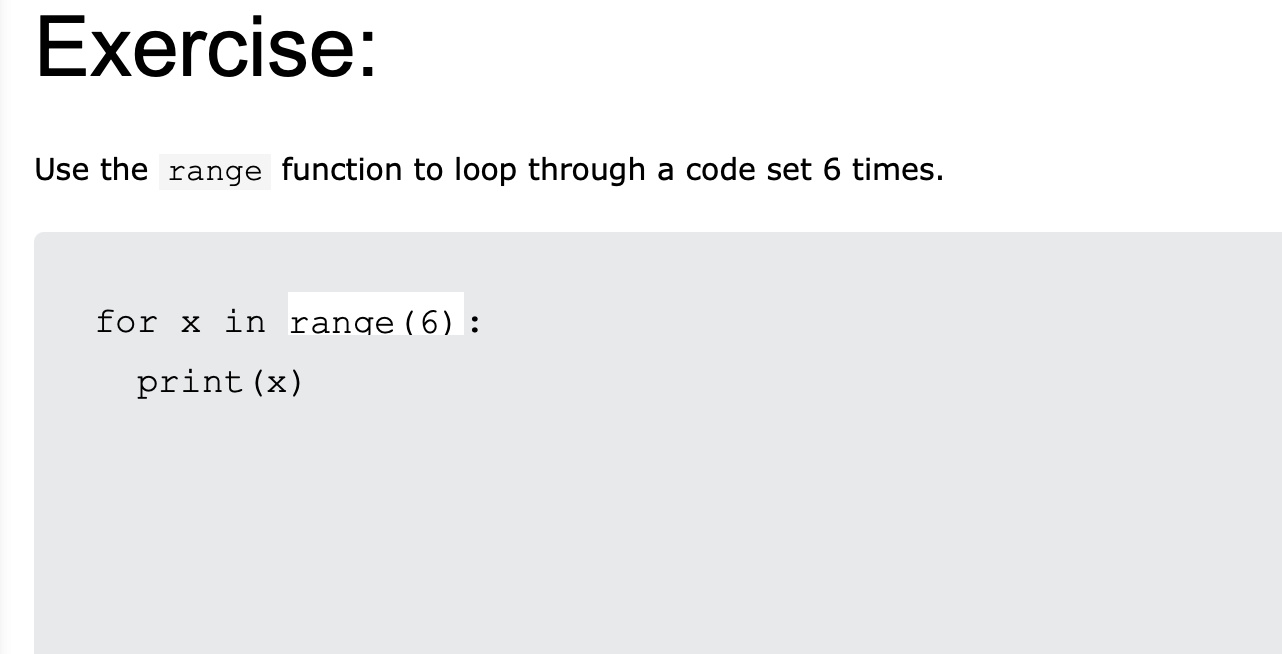 Exercise:
Use the range function to loop through a code set 6 times.
for x in range(6):
  print(x)